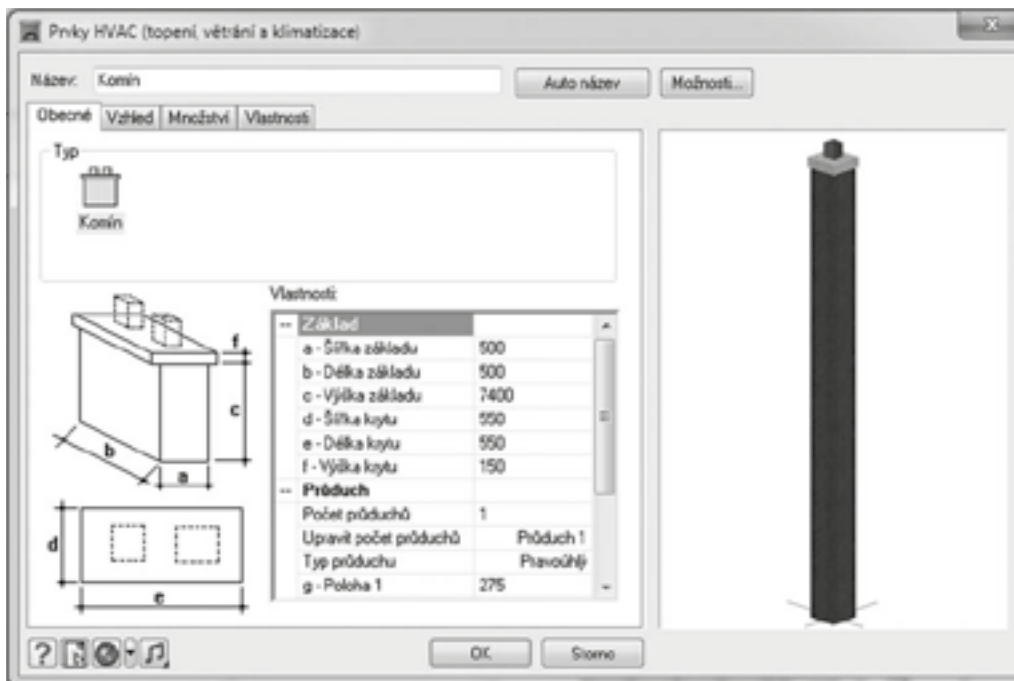 Prvky HVAC (topení, větrání a klimatizace)
Název: Komín Auto název Možnosti...
Obecné Vzhled Množství Vlastnosti
Typ
Komín
Vlastnosti:
-- Základ
a - Šířka základu 500
b - Délka základu 500
c - Výška základu 7400
d - Šířka krytu 550
e - Délka krytu 550
f - Výška krytu 150
-- Průduch
Počet průduchů 1
Upravit počet průduchů Průduch 1
Typ průduchu Pravoúhlý
g - Poloha 1 275
f
c
b
a
d
e
? OK Storno